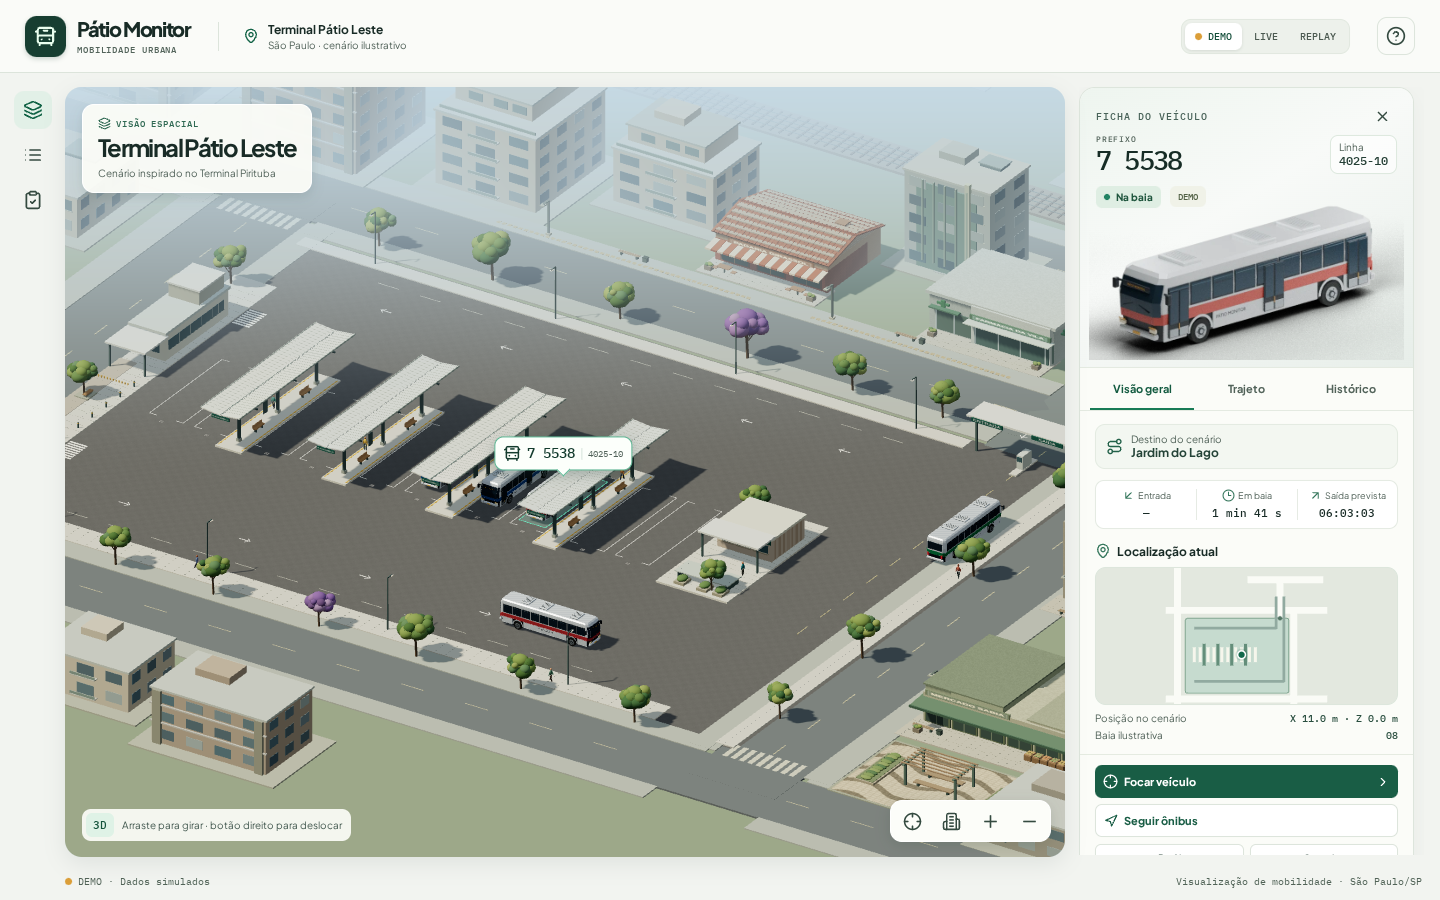 Pátio Monitor
MOBILIDADE URBANA
Terminal Pátio Leste
São Paulo · cenário ilustrativo
DEMO
LIVE
REPLAY
VISÃO ESPACIAL
Terminal Pátio Leste
Cenário inspirado no Terminal Pirituba
7 5538
4025-10
3D
Arraste para girar · botão direito para deslocar
FICHA DO VEÍCULO
PREFIXO
7 5538
Linha
4025-10
Na baia
DEMO
PÁTIO MONITOR
Visão geral
Trajeto
Histórico
Destino do cenário
Jardim do Lago
Entrada
—
Em baia
1 min 41 s
Saída prevista
06:03:03
Localização atual
Posição no cenário
X 11.0 m · Z 0.0 m
Baia ilustrativa
08
Focar veículo
Seguir ônibus
DEMO · Dados simulados
Visualização de mobilidade · São Paulo/SP